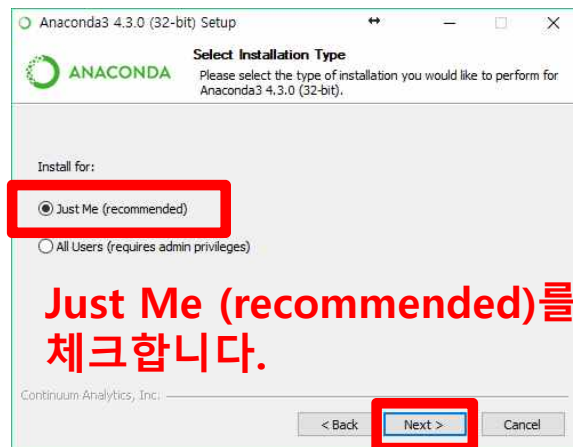 Anaconda3 4.3.0 (32-bit) Setup
ANACONDA
Select Installation Type
Please select the type of installation you would like to perform for
Anaconda3 4.3.0 (32-bit).
Install for:
Just Me (recommended)
All Users (requires admin privileges)
Just Me (recommended)를
체크합니다.
Continuum Analytics, Inc.
< Back Next > Cancel